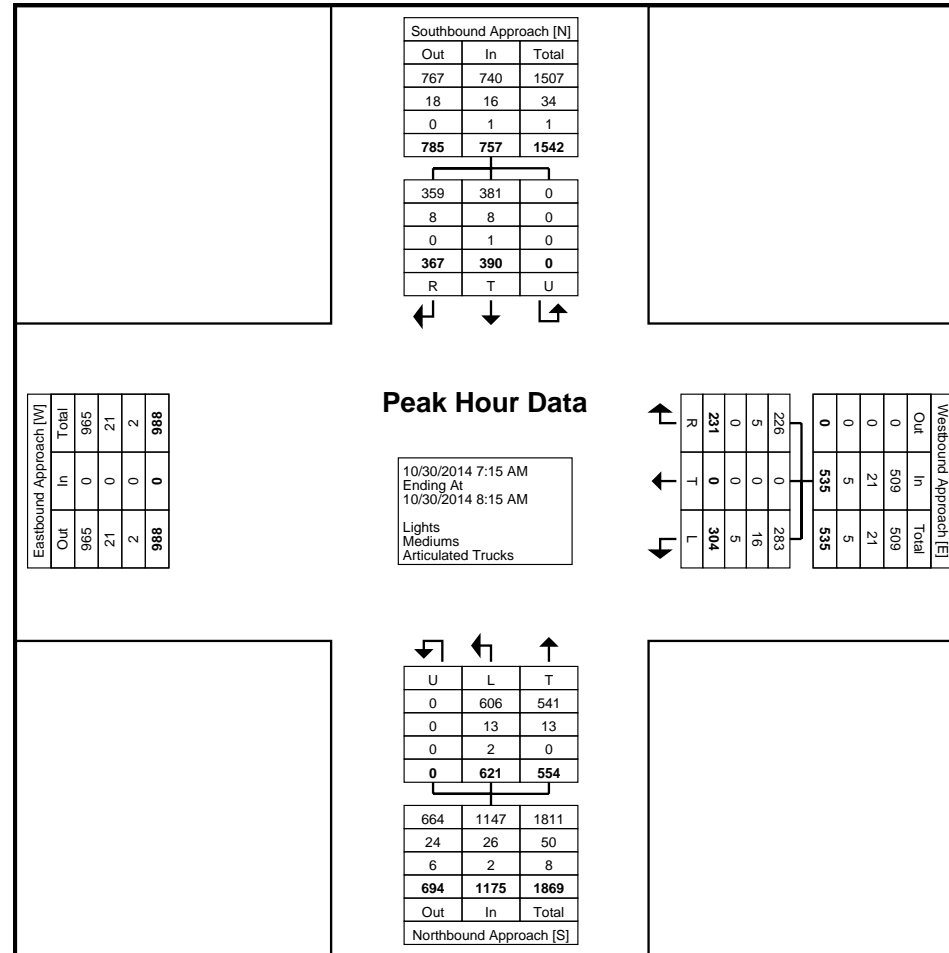 Southbound Approach [N]
Out In Total
767 740 1507
18 16 34
0 1 1
785 757 1542
359 381 0
8 8 0
0 1 0
367 390 0
R T U
Eastbound Approach [W]
Total In Out
965 0 965
21 0 21
2 0 2
988 0 988
Peak Hour Data
10/30/2014 7:15 AM
Ending At
10/30/2014 8:15 AM
Lights
Mediums
Articulated Trucks
Westbound Approach [E]
Out In Total
0 509 509
0 21 21
0 5 5
0 535 535
226 0 283
5 0 16
0 0 5
231 0 304
R T L
U L T
0 606 541
0 13 13
0 2 0
0 621 554
664 1147 1811
24 26 50
6 2 8
694 1175 1869
Out In Total
Northbound Approach [S]